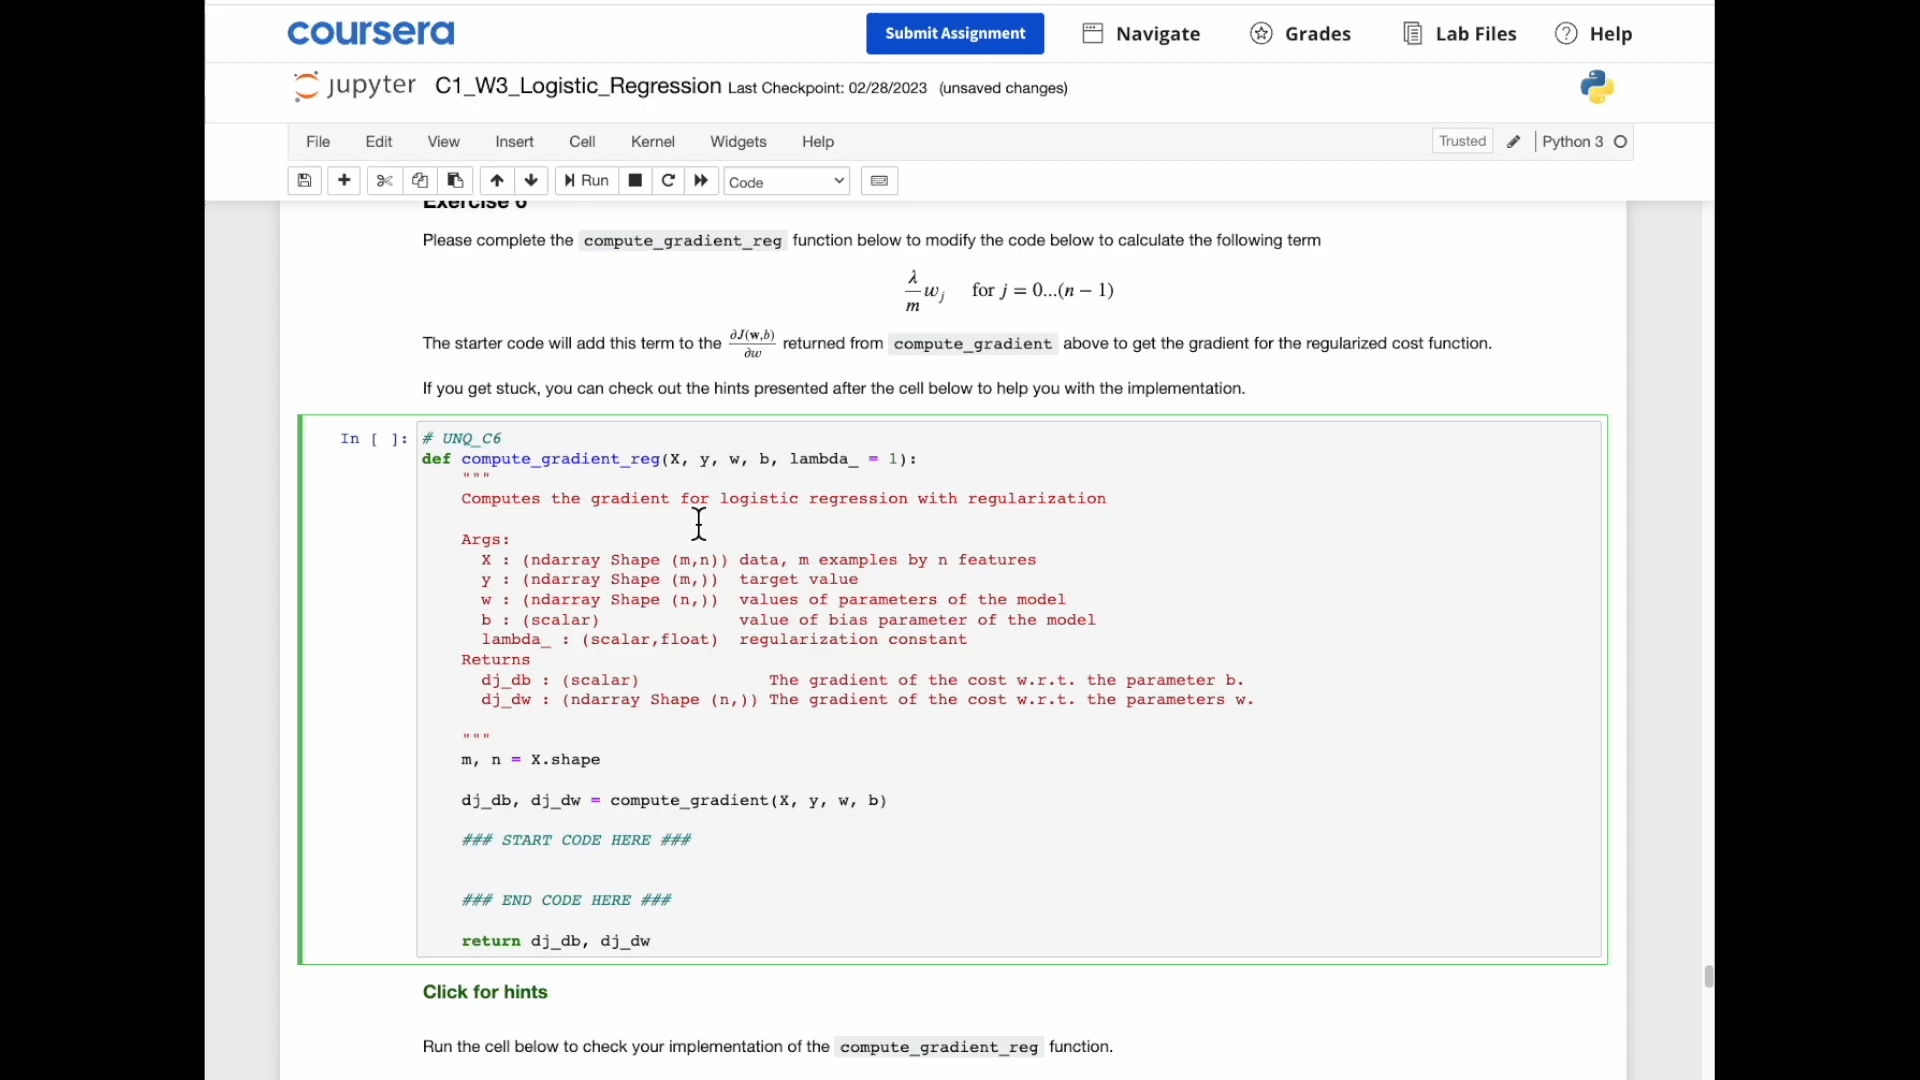 coursera
Submit Assignment Navigate Grades Lab Files Help
jupyter C1_W3_Logistic_Regression Last Checkpoint: 02/28/2023 (unsaved changes)
File Edit View Insert Cell Kernel Widgets Help Trusted Python 3
Run Code
Exercise 6
Please complete the compute_gradient_reg function below to modify the code below to calculate the following term
λ/m w_j for j = 0...(n − 1)
The starter code will add this term to the ∂J(w,b)/∂w returned from compute_gradient above to get the gradient for the regularized cost function.
If you get stuck, you can check out the hints presented after the cell below to help you with the implementation.
In [ ]: # UNQ_C6
def compute_gradient_reg(X, y, w, b, lambda_ = 1):
"""
Computes the gradient for logistic regression with regularization
Args:
X : (ndarray Shape (m,n)) data, m examples by n features
y : (ndarray Shape (m,)) target value
w : (ndarray Shape (n,)) values of parameters of the model
b : (scalar) value of bias parameter of the model
lambda_ : (scalar,float) regularization constant
Returns
dj_db : (scalar) The gradient of the cost w.r.t. the parameter b.
dj_dw : (ndarray Shape (n,)) The gradient of the cost w.r.t. the parameters w.
"""
m, n = X.shape
dj_db, dj_dw = compute_gradient(X, y, w, b)
### START CODE HERE ###
### END CODE HERE ###
return dj_db, dj_dw
Click for hints
Run the cell below to check your implementation of the compute_gradient_reg function.